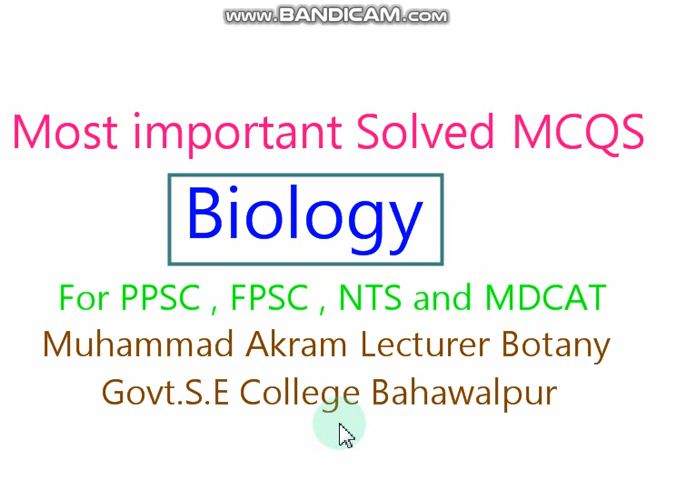 www.BANDICAM.com
Most important Solved MCQS
Biology
For PPSC , FPSC , NTS and MDCAT
Muhammad Akram Lecturer Botany
Govt.S.E College Bahawalpur